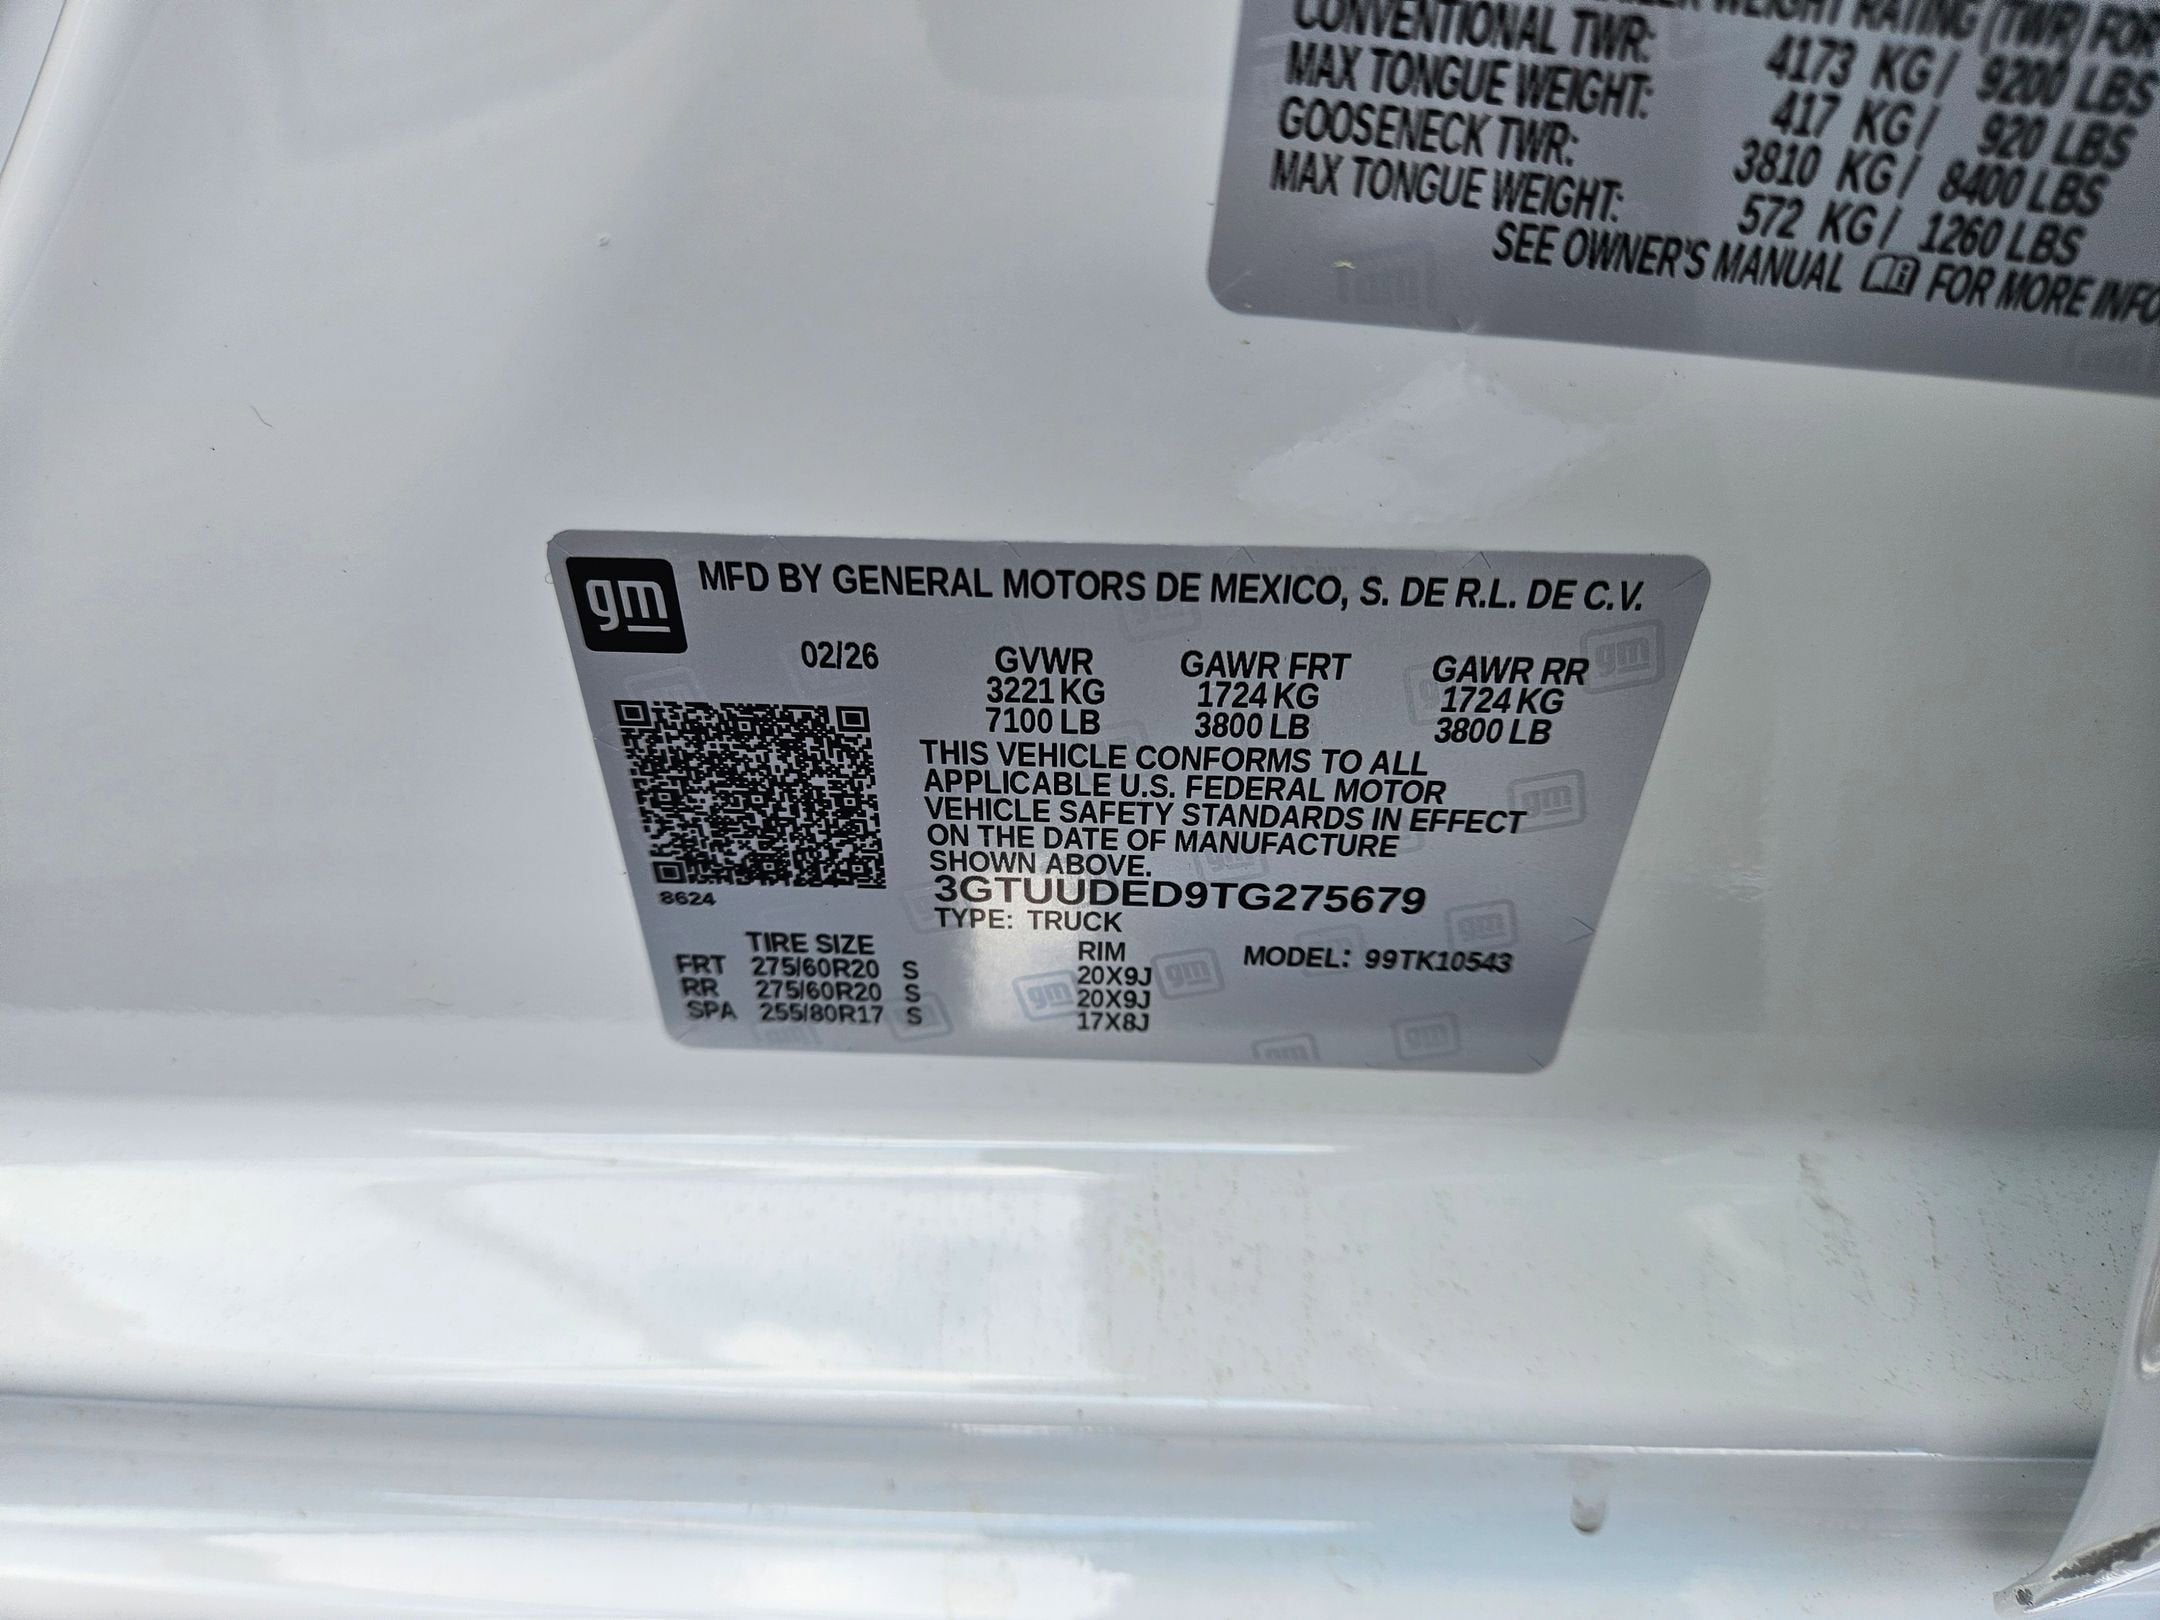 WEIGHT RATING (TWR) FOR
CONVENTIONAL TWR: 4173 KG / 9200 LBS
MAX TONGUE WEIGHT: 417 KG / 920 LBS
GOOSENECK TWR: 3810 KG / 8400 LBS
MAX TONGUE WEIGHT: 572 KG / 1260 LBS
SEE OWNER'S MANUAL FOR MORE INFO
gm
MFD BY GENERAL MOTORS DE MEXICO, S. DE R.L. DE C.V.
02/26 GVWR GAWR FRT GAWR RR
3221 KG 1724 KG 1724 KG
7100 LB 3800 LB 3800 LB
THIS VEHICLE CONFORMS TO ALL
APPLICABLE U.S. FEDERAL MOTOR
VEHICLE SAFETY STANDARDS IN EFFECT
ON THE DATE OF MANUFACTURE
SHOWN ABOVE.
3GTUUDED9TG275679
8624
TYPE: TRUCK
TIRE SIZE RIM MODEL: 99TK10543
FRT 275/60R20 S 20X9J
RR 275/60R20 S 20X9J
SPA 255/80R17 S 17X8J